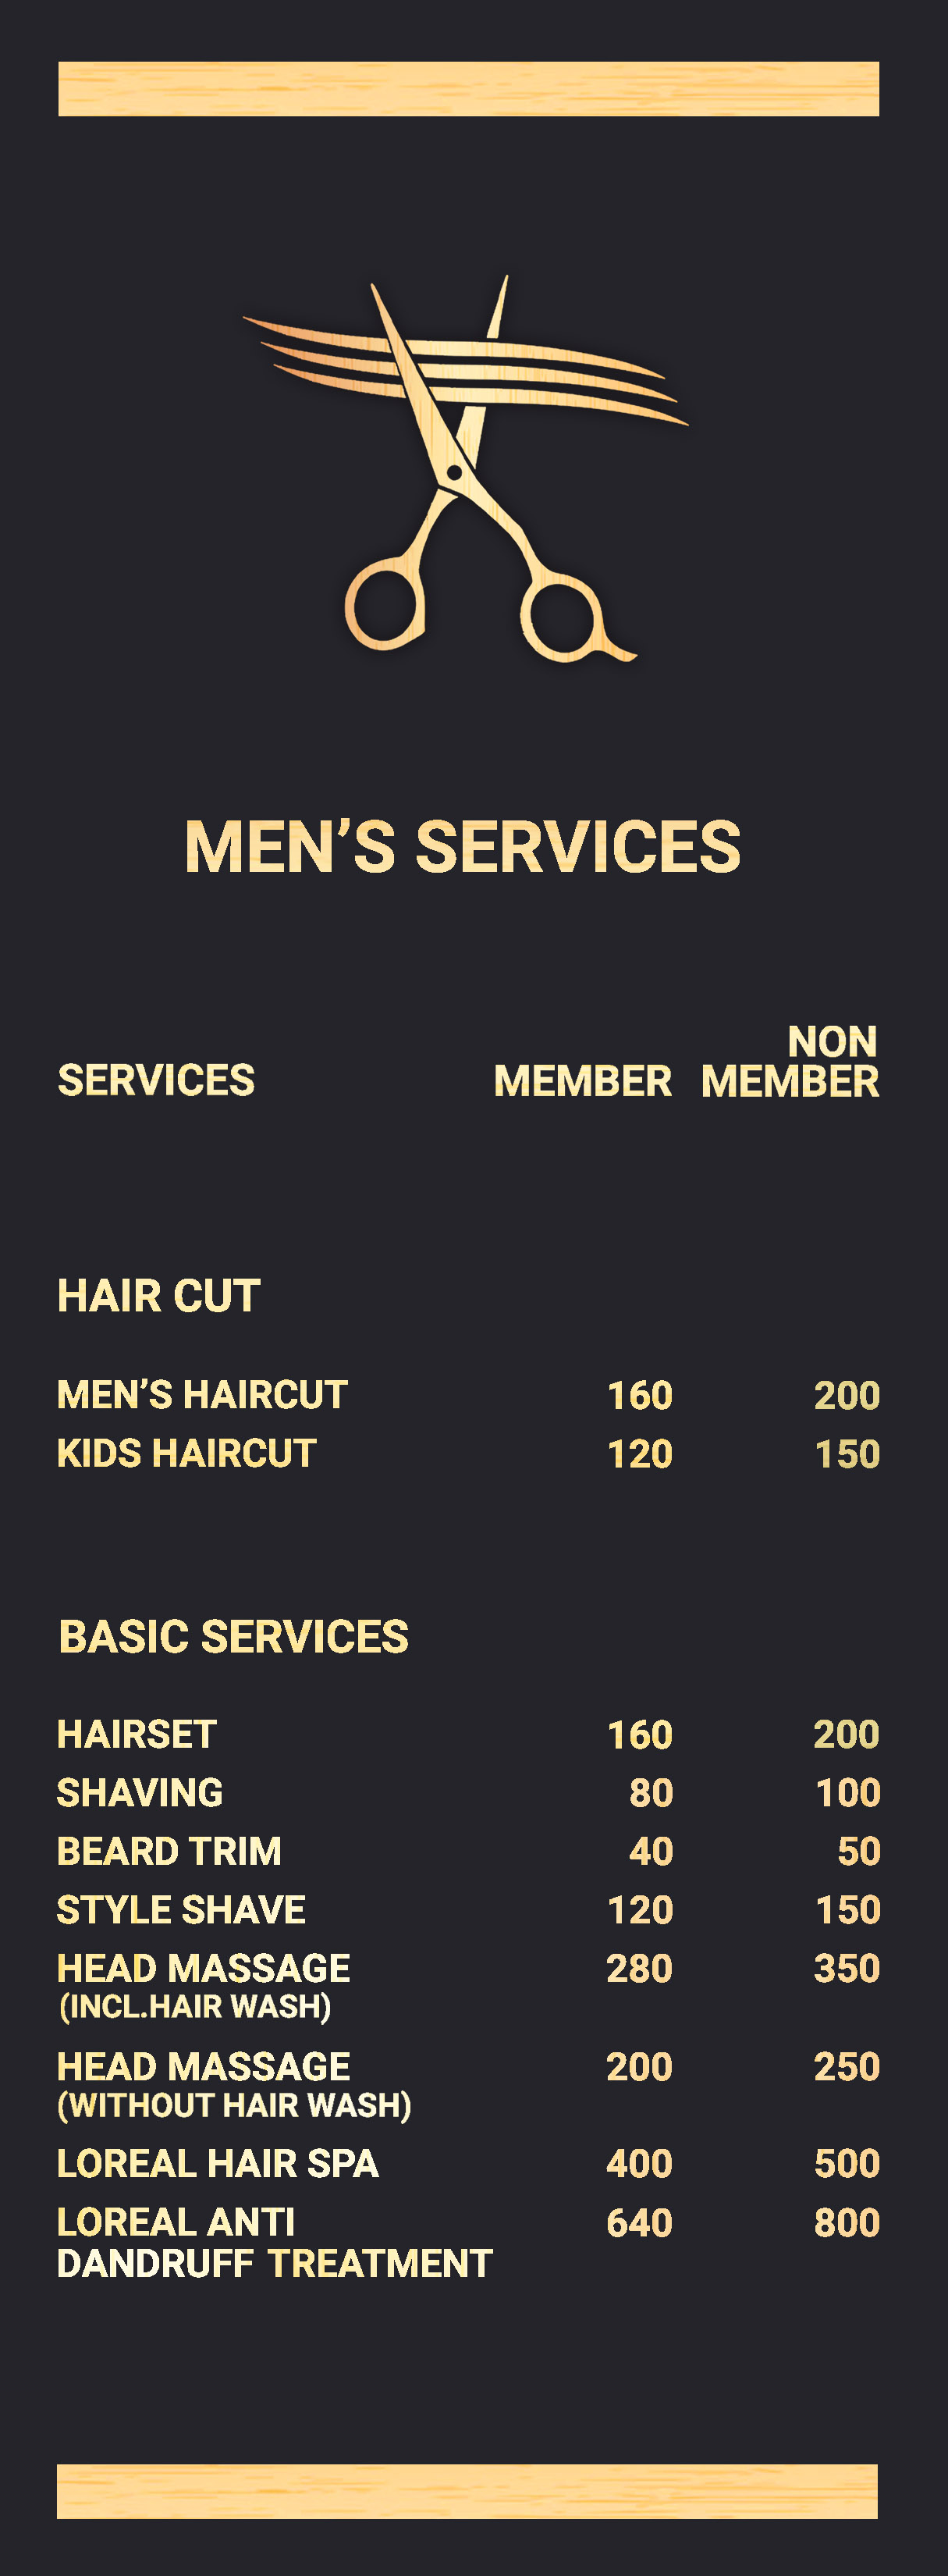 MEN’S SERVICES
SERVICES MEMBER NON MEMBER
HAIR CUT
MEN’S HAIRCUT 160 200
KIDS HAIRCUT 120 150
BASIC SERVICES
HAIRSET 160 200
SHAVING 80 100
BEARD TRIM 40 50
STYLE SHAVE 120 150
HEAD MASSAGE 280 350
(INCL.HAIR WASH)
HEAD MASSAGE 200 250
(WITHOUT HAIR WASH)
LOREAL HAIR SPA 400 500
LOREAL ANTI 640 800
DANDRUFF TREATMENT